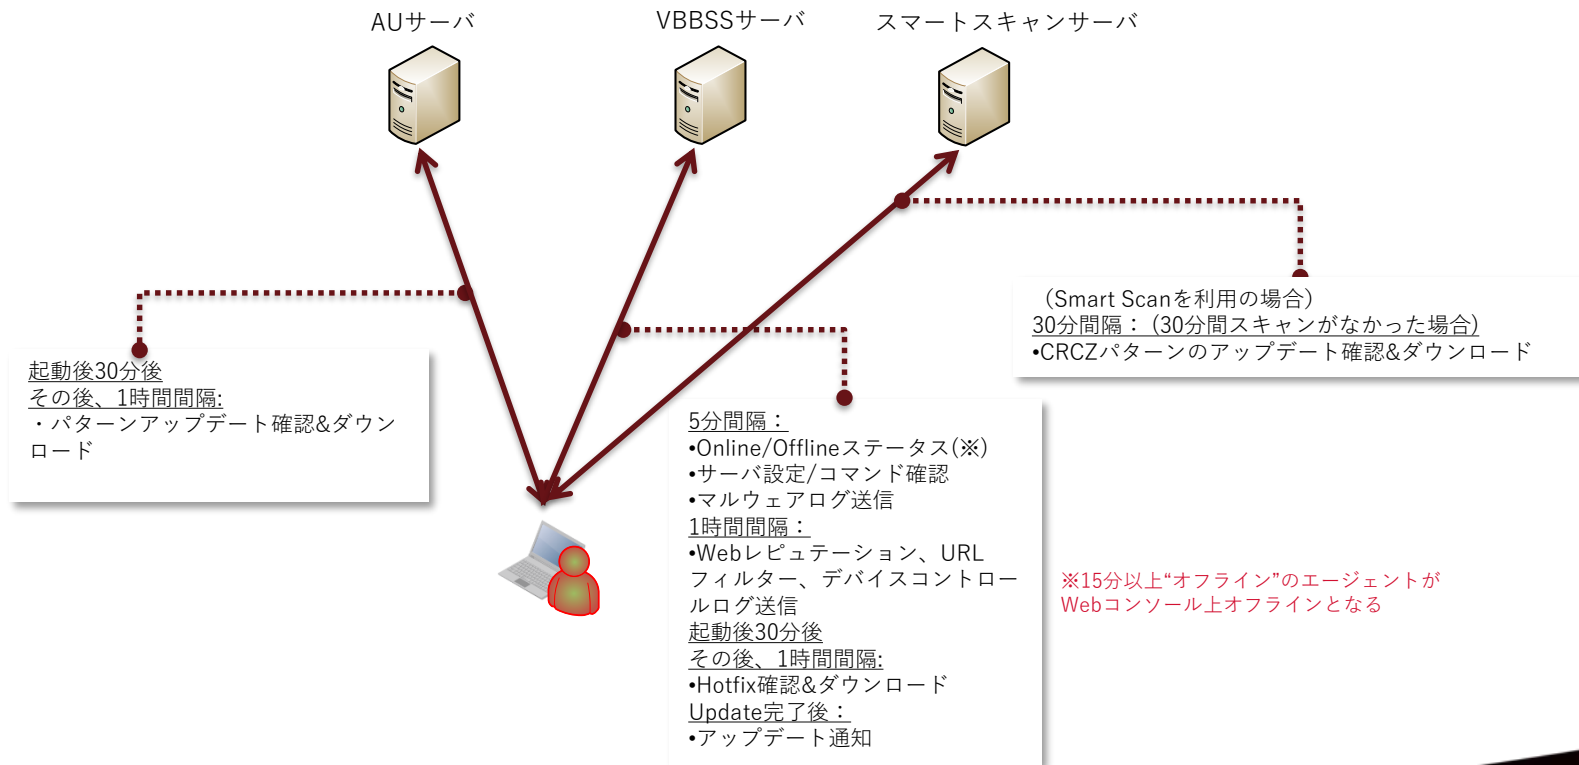 AUサーバ
VBBSSサーバ
スマートスキャンサーバ
起動後30分後
その後、1時間間隔:
・パターンアップデート確認&ダウン
ロード
5分間隔：
•Online/Offlineステータス(※)
•サーバ設定/コマンド確認
•マルウェアログ送信
1時間間隔：
•Webレピュテーション、URL
フィルター、デバイスコントロー
ルログ送信
起動後30分後
その後、1時間間隔:
•Hotfix確認&ダウンロード
Update完了後：
•アップデート通知
（Smart Scanを利用の場合）
30分間隔： (30分間スキャンがなかった場合)
•CRCZパターンのアップデート確認&ダウンロード
※15分以上“オフライン”のエージェントが
Webコンソール上オフラインとなる